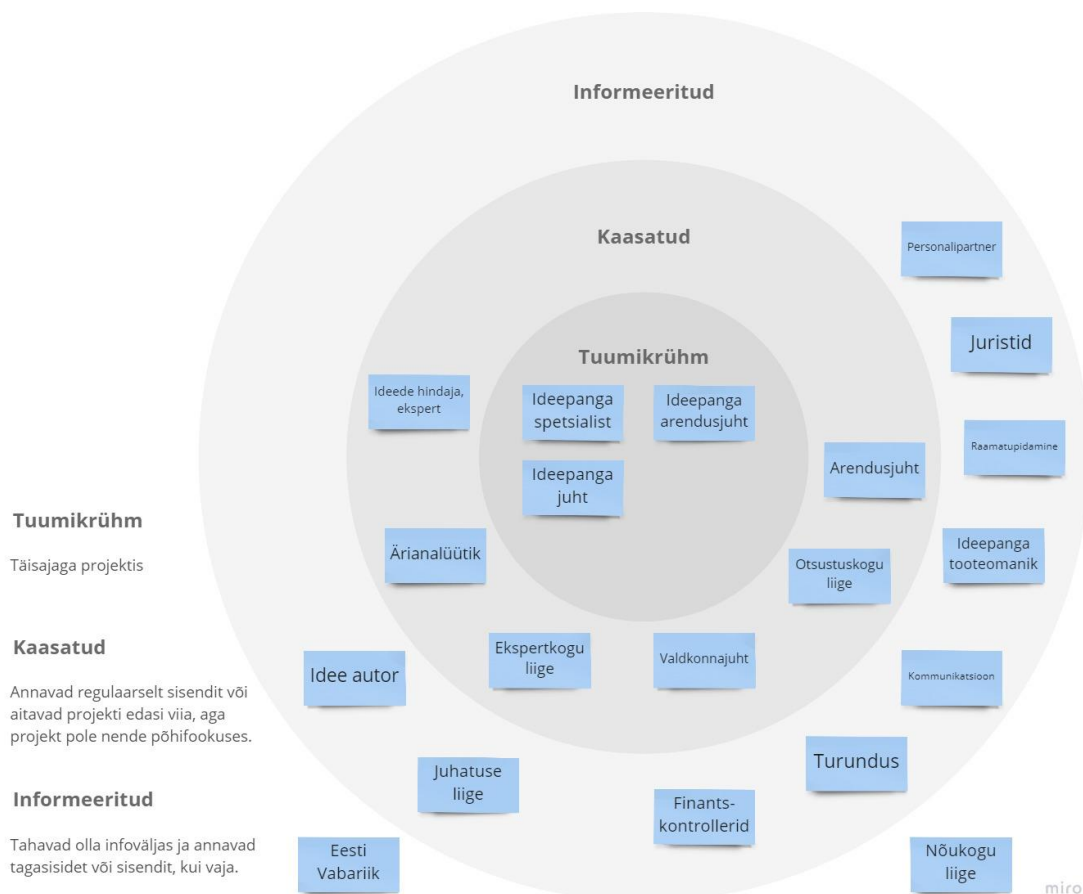 Informeeritud
Kaasatud
Tuumikrühm
Personalipartner
Juristid
Ideede hindaja,
ekspert
Ideepanga
spetsialist
Ideepanga
arendusjuht
Raamatupidamine
Arendusjuht
Ideepanga
juht
Ärianalüütik
Otsustuskogu
liige
Ideepanga
tooteomanik
Idee autor
Ekspertkogu
liige
Valdkonnajuht
Kommunikatsioon
Juhatuse
liige
Finants-
kontrollerid
Turundus
Eesti
Vabariik
Nõukogu
liige
Tuumikrühm
Täisajaga projektis
Kaasatud
Annavad regulaarselt sisendit või
aitavad projekti edasi viia, aga
projekt pole nende põhifookuses.
Informeeritud
Tahavad olla infoväljas ja annavad
tagasisidet või sisendit, kui vaja.
miro